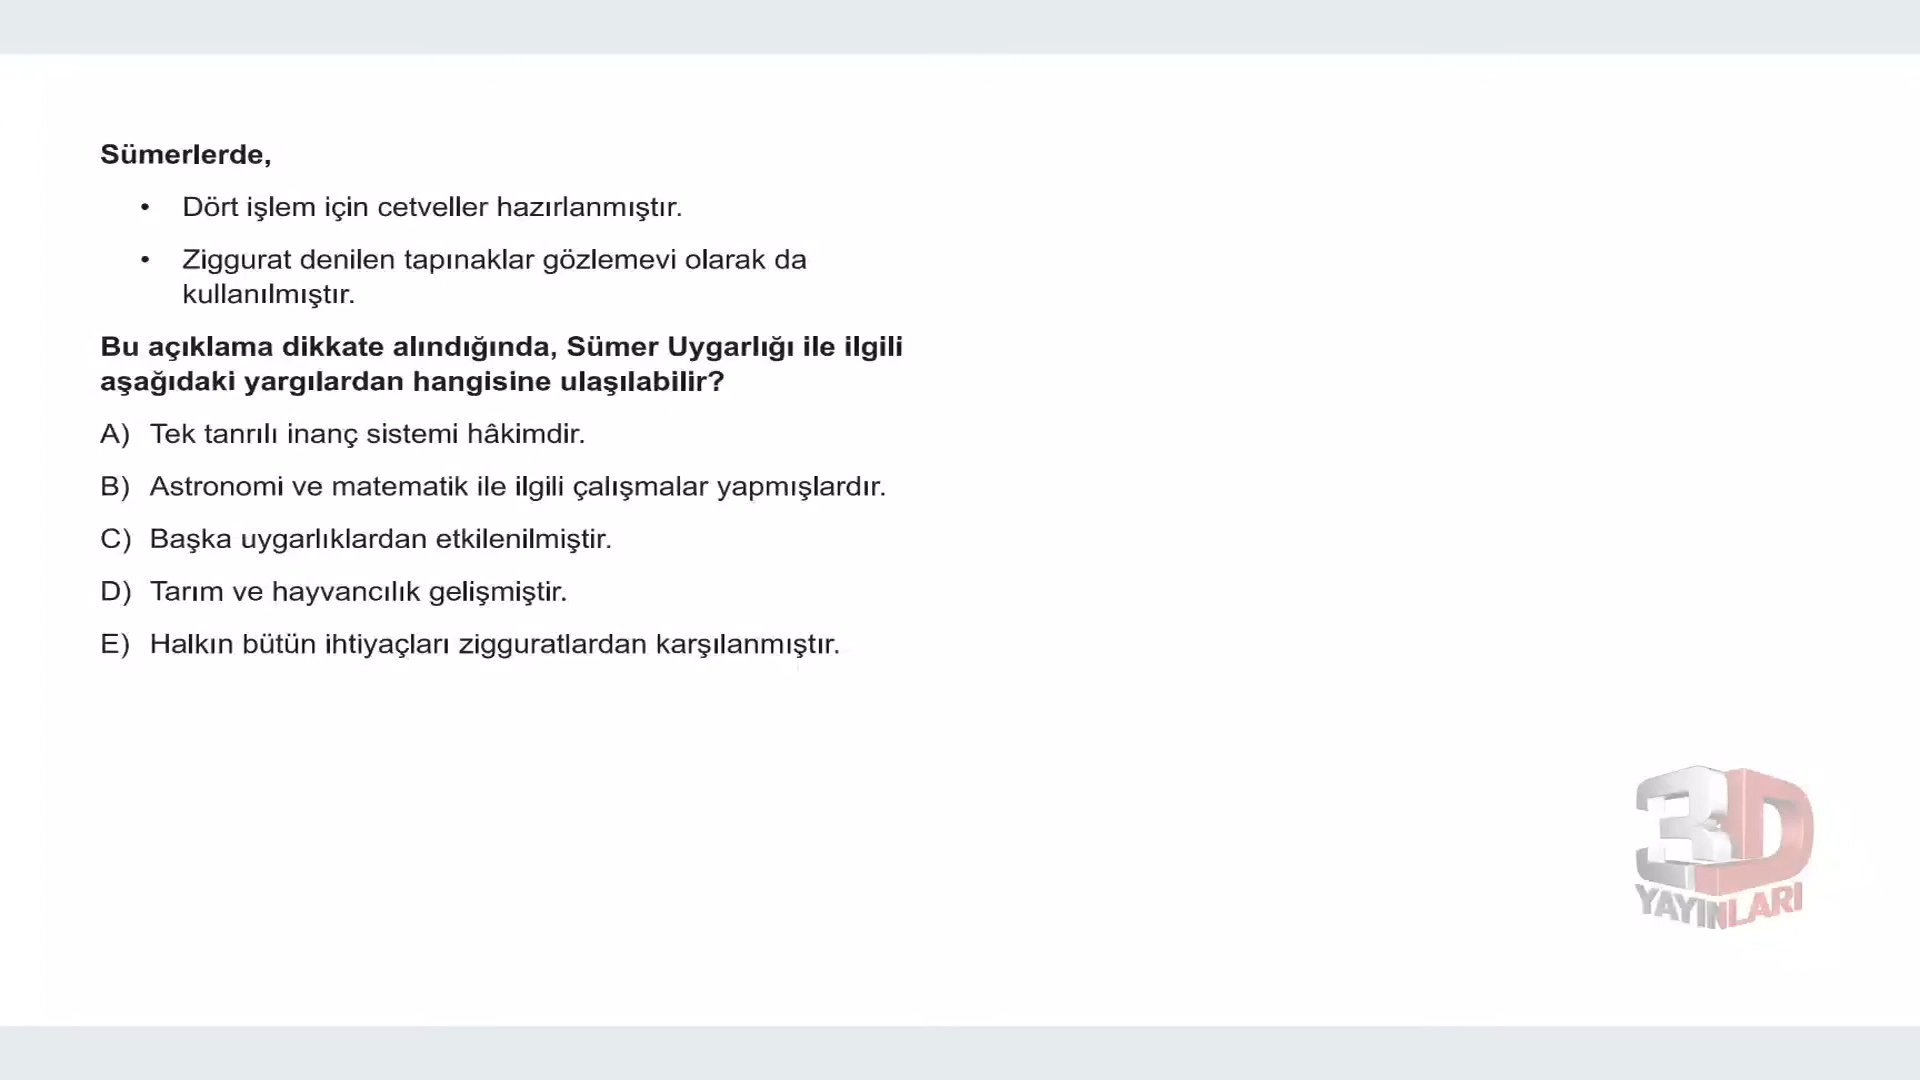 Sümerlerde,
• Dört işlem için cetveller hazırlanmıştır.
• Ziggurat denilen tapınaklar gözlemevi olarak da
kullanılmıştır.
Bu açıklama dikkate alındığında, Sümer Uygarlığı ile ilgili
aşağıdaki yargılardan hangisine ulaşılabilir?
A) Tek tanrılı inanç sistemi hâkimdir.
B) Astronomi ve matematik ile ilgili çalışmalar yapmışlardır.
C) Başka uygarlıklardan etkilenilmiştir.
D) Tarım ve hayvancılık gelişmiştir.
E) Halkın bütün ihtiyaçları zigguratlardan karşılanmıştır.
3D
YAYINLARI